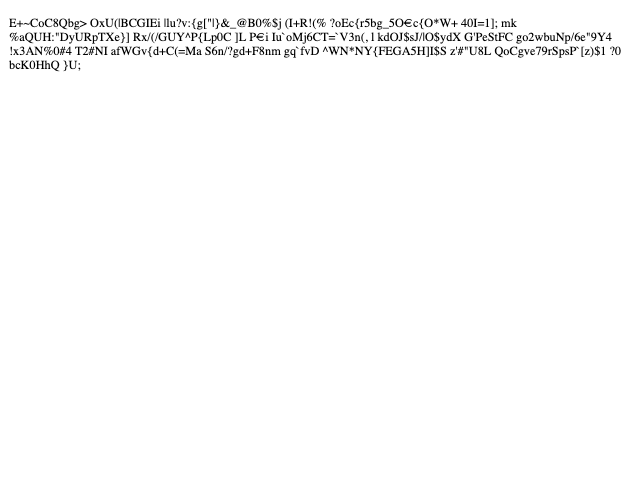 E+~CoC8Qbg> OxU(|BCGIEi ||u?v:{g["l}&_@B0%$j (I+R!(% ?oEc{r5bg_5O€c{O*W+ 40I=1]; mk
%aQUH:"DyURpTXe}] Rx/(/GUY^P{Lp0C ]L P€i Iu`oMj6CT=`V3n(, l kdOJ$sJ/lO$ydX G'PeStFC go2wbuNp/6e"9Y4
!x3AN%0#4 T2#NI afWGv{d+C(=Ma S6n/?gd+F8nm gq`fvD ^WN*NY{FEGA5H]I$S z'#"U8L QoCgve79rSpsP`[z)$1 ?0
bcK0HhQ }U;